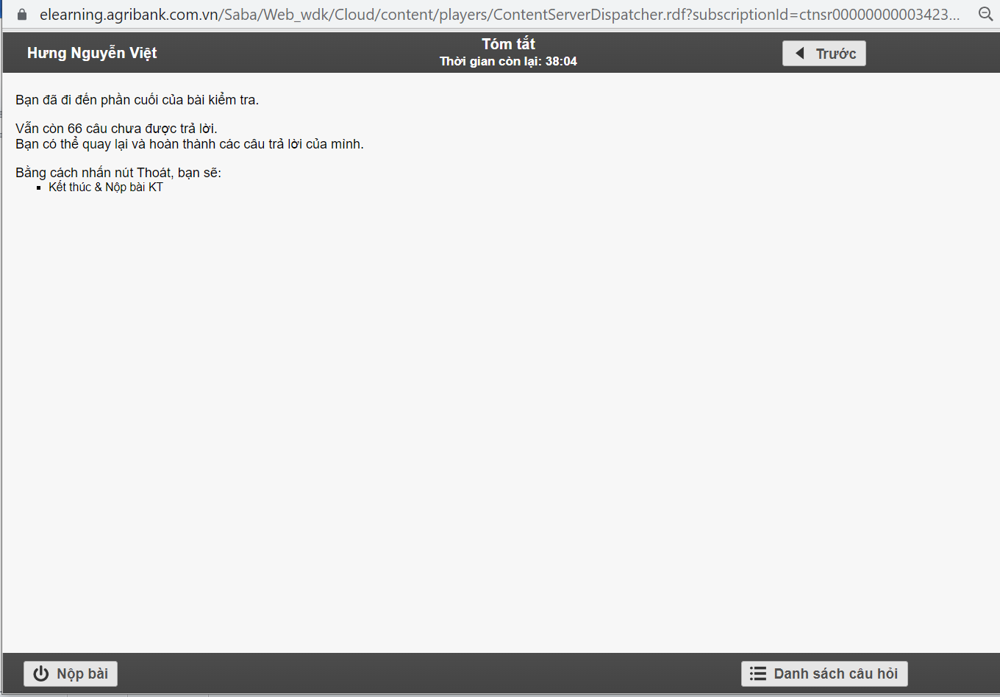 elearning.agribank.com.vn/Saba/Web_wdk/Cloud/content/players/ContentServerDispatcher.rdf?subscriptionId=ctnsr00000000003423...
Hưng Nguyễn Việt
Tóm tắt
Thời gian còn lại: 38:04
Trước
Bạn đã đi đến phần cuối của bài kiểm tra.
Vẫn còn 66 câu chưa được trả lời.
Bạn có thể quay lại và hoàn thành các câu trả lời của mình.
Bằng cách nhấn nút Thoát, bạn sẽ:
▪ Kết thúc & Nộp bài KT
Nộp bài
Danh sách câu hỏi